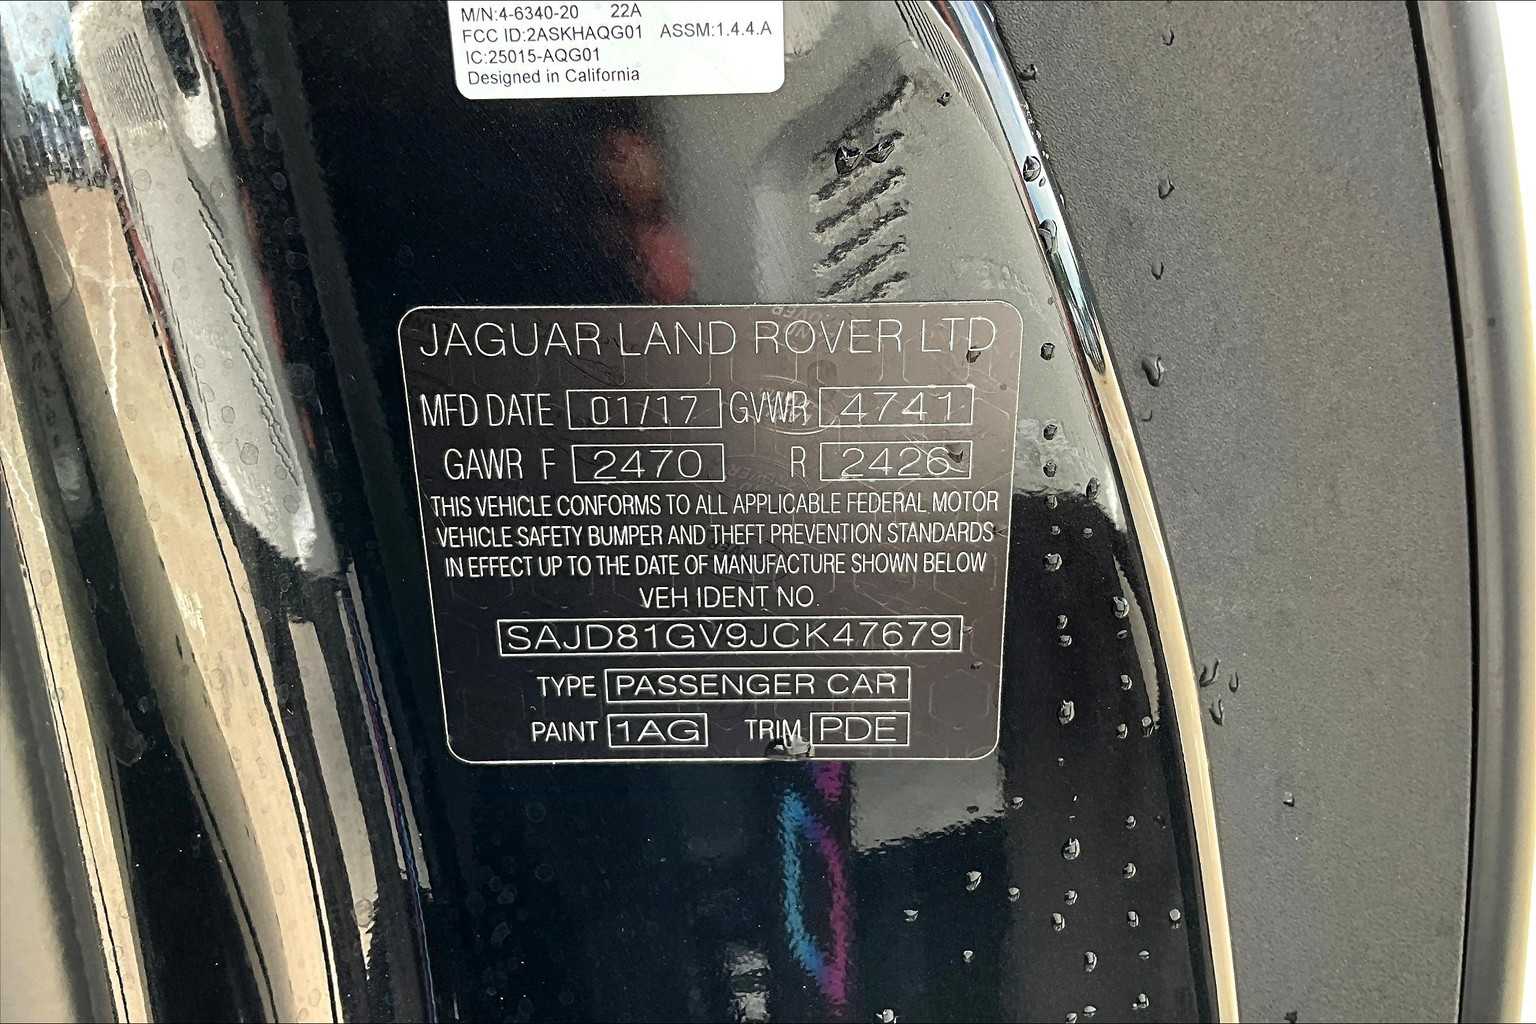 M/N:4-6340-20 22A
FCC ID:2ASKHAQG01 ASSM:1.4.4.A
IC:25015-AQG01
Designed in California
JAGUAR LAND ROVER LTD
MFD DATE 01/17 GVWR 4741
GAWR F 2470 R 2426
THIS VEHICLE CONFORMS TO ALL APPLICABLE FEDERAL MOTOR
VEHICLE SAFETY BUMPER AND THEFT PREVENTION STANDARDS
IN EFFECT UP TO THE DATE OF MANUFACTURE SHOWN BELOW
VEH IDENT NO.
SAJD81GV9JCK47679
TYPE PASSENGER CAR
PAINT 1AG TRIM PDE